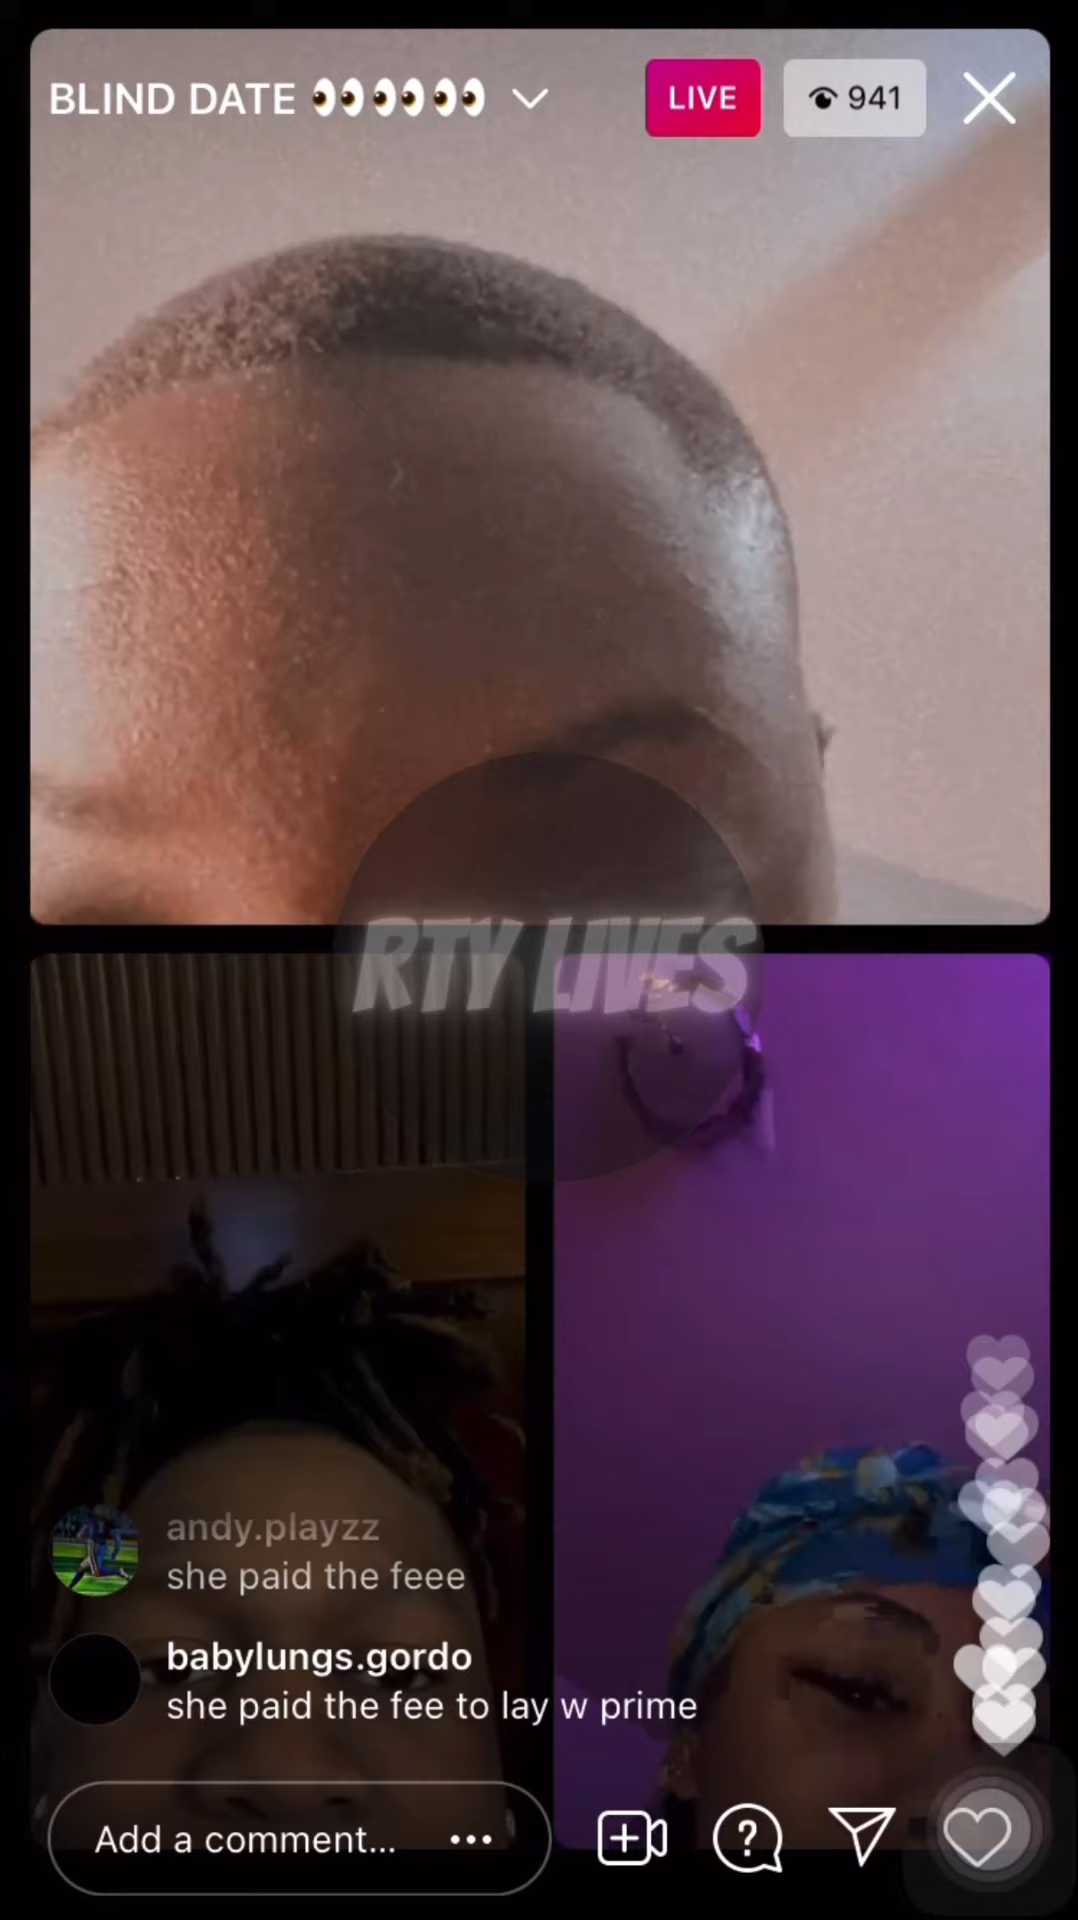 BLIND DATE 👀👀👀
LIVE
941
RTY LIVES
andy.playzz
she paid the feee
babylungs.gordo
she paid the fee to lay w prime
Add a comment...